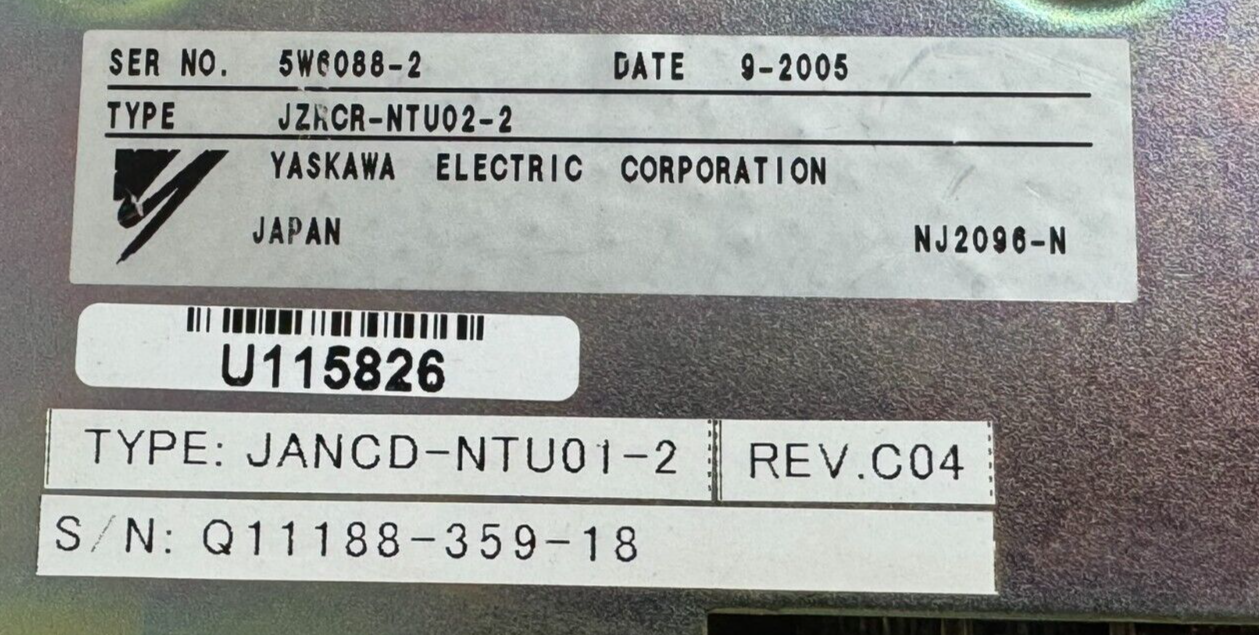 SER NO. 5W6088-2 DATE 9-2005
TYPE JZRCR-NTU02-2
YASKAWA ELECTRIC CORPORATION
JAPAN NJ2096-N
U115826
TYPE: JANCD-NTU01-2 REV.C04
S/N: Q11188-359-18